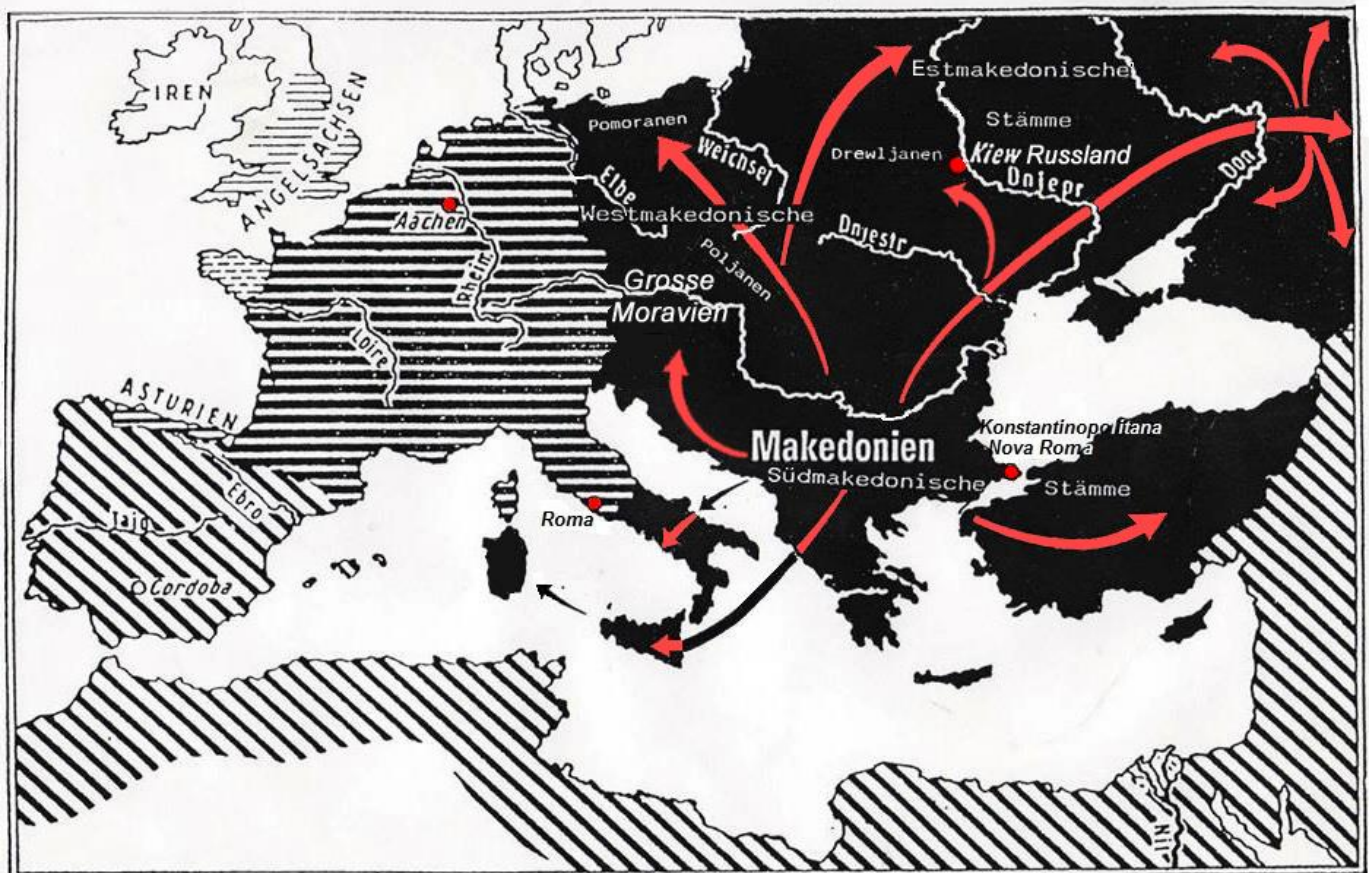 IREN
ANGELSACHSEN
Pomoranen
Weichsel
Estmakedonische
Stämme
Drewljanen
Kiew Russland
Dnjepr
Don
Elbe
Aachen
Westmakedonische
Dnjestr
Rhein
Poljanen
Grosse
Moravien
Loire
ASTURIEN
Makedonien
Südmakedonische
Konstantinopolitana
Nova Roma
Stämme
Ebro
Tajo
Roma
Cordoba
Nil